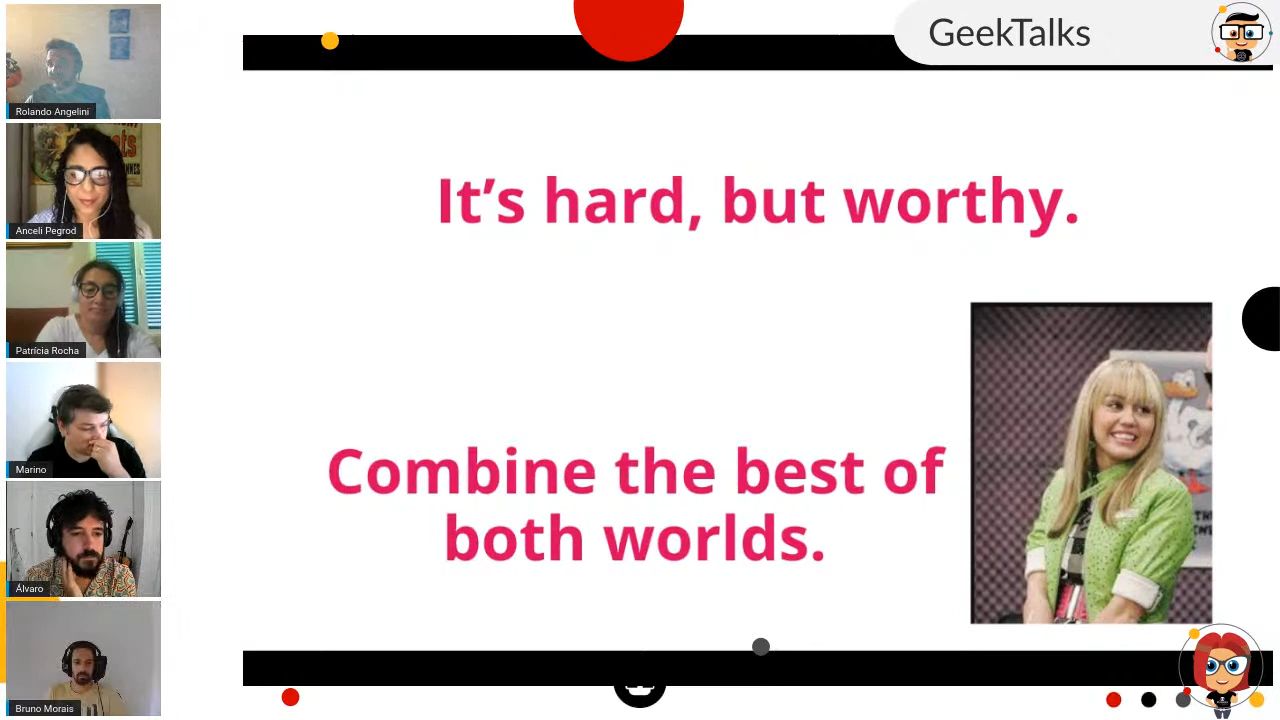 GeekTalks
It’s hard, but worthy.
Combine the best of
both worlds.
Rolando Angelini
Anceli Pegrod
Patrícia Rocha
Marino
Álvaro
Bruno Morais